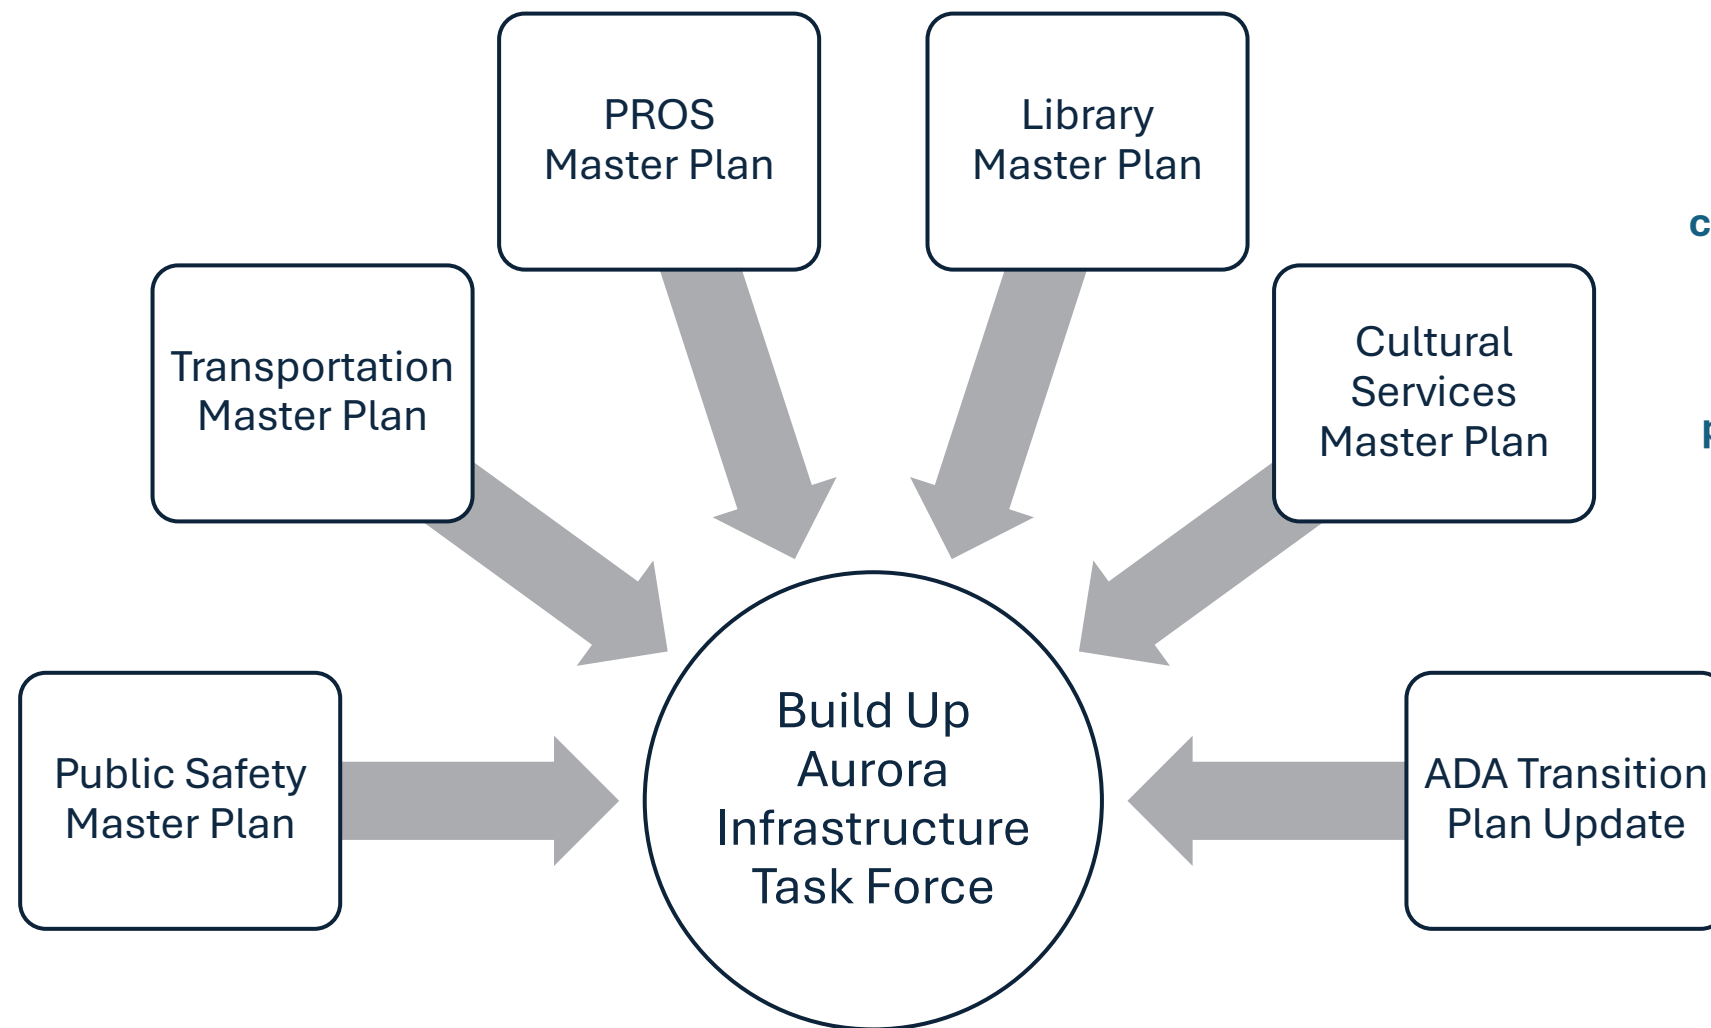 PROS
Master Plan
Library
Master Plan
Transportation
Master Plan
Cultural
Services
Master Plan
Public Safety
Master Plan
Build Up
Aurora
Infrastructure
Task Force
ADA Transition
Plan Update